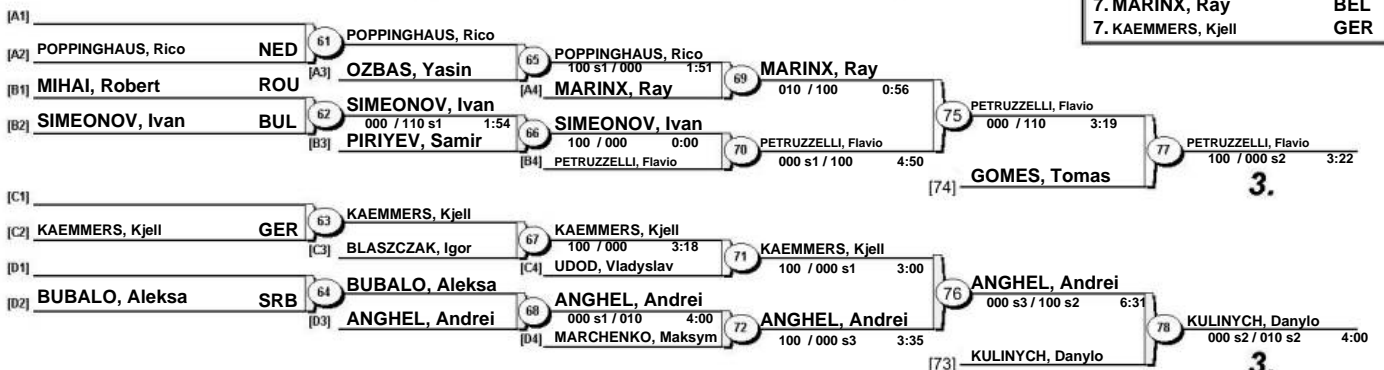 7. MARINX, Ray BEL
7. KAEMMERS, Kjell GER
[A1]
[A2] POPPINGHAUS, Rico NED
61
POPPINGHAUS, Rico
[A3] OZBAS, Yasin
65
POPPINGHAUS, Rico
100 s1 / 000 1:51
[A4] MARINX, Ray
69
MARINX, Ray
010 / 100 0:56
[B1] MIHAI, Robert ROU
[B2] SIMEONOV, Ivan BUL
62
SIMEONOV, Ivan
000 / 110 s1 1:54
[B3] PIRIYEV, Samir
66
SIMEONOV, Ivan
100 / 000 0:00
[B4] PETRUZZELLI, Flavio
70
PETRUZZELLI, Flavio
000 s1 / 100 4:50
75
PETRUZZELLI, Flavio
000 / 110 3:19
[74] GOMES, Tomas
77
PETRUZZELLI, Flavio
100 / 000 s2 3:22
3.
[C1]
[C2] KAEMMERS, Kjell GER
63
KAEMMERS, Kjell
[C3] BLASZCZAK, Igor
67
KAEMMERS, Kjell
100 / 000 3:18
[C4] UDOD, Vladyslav
71
KAEMMERS, Kjell
100 / 000 s1 3:00
[D1]
[D2] BUBALO, Aleksa SRB
64
BUBALO, Aleksa
[D3] ANGHEL, Andrei
68
ANGHEL, Andrei
000 s1 / 010 4:00
[D4] MARCHENKO, Maksym
72
ANGHEL, Andrei
100 / 000 s3 3:35
76
ANGHEL, Andrei
000 s3 / 100 s2 6:31
[73] KULINYCH, Danylo
78
KULINYCH, Danylo
000 s2 / 010 s2 4:00
3.